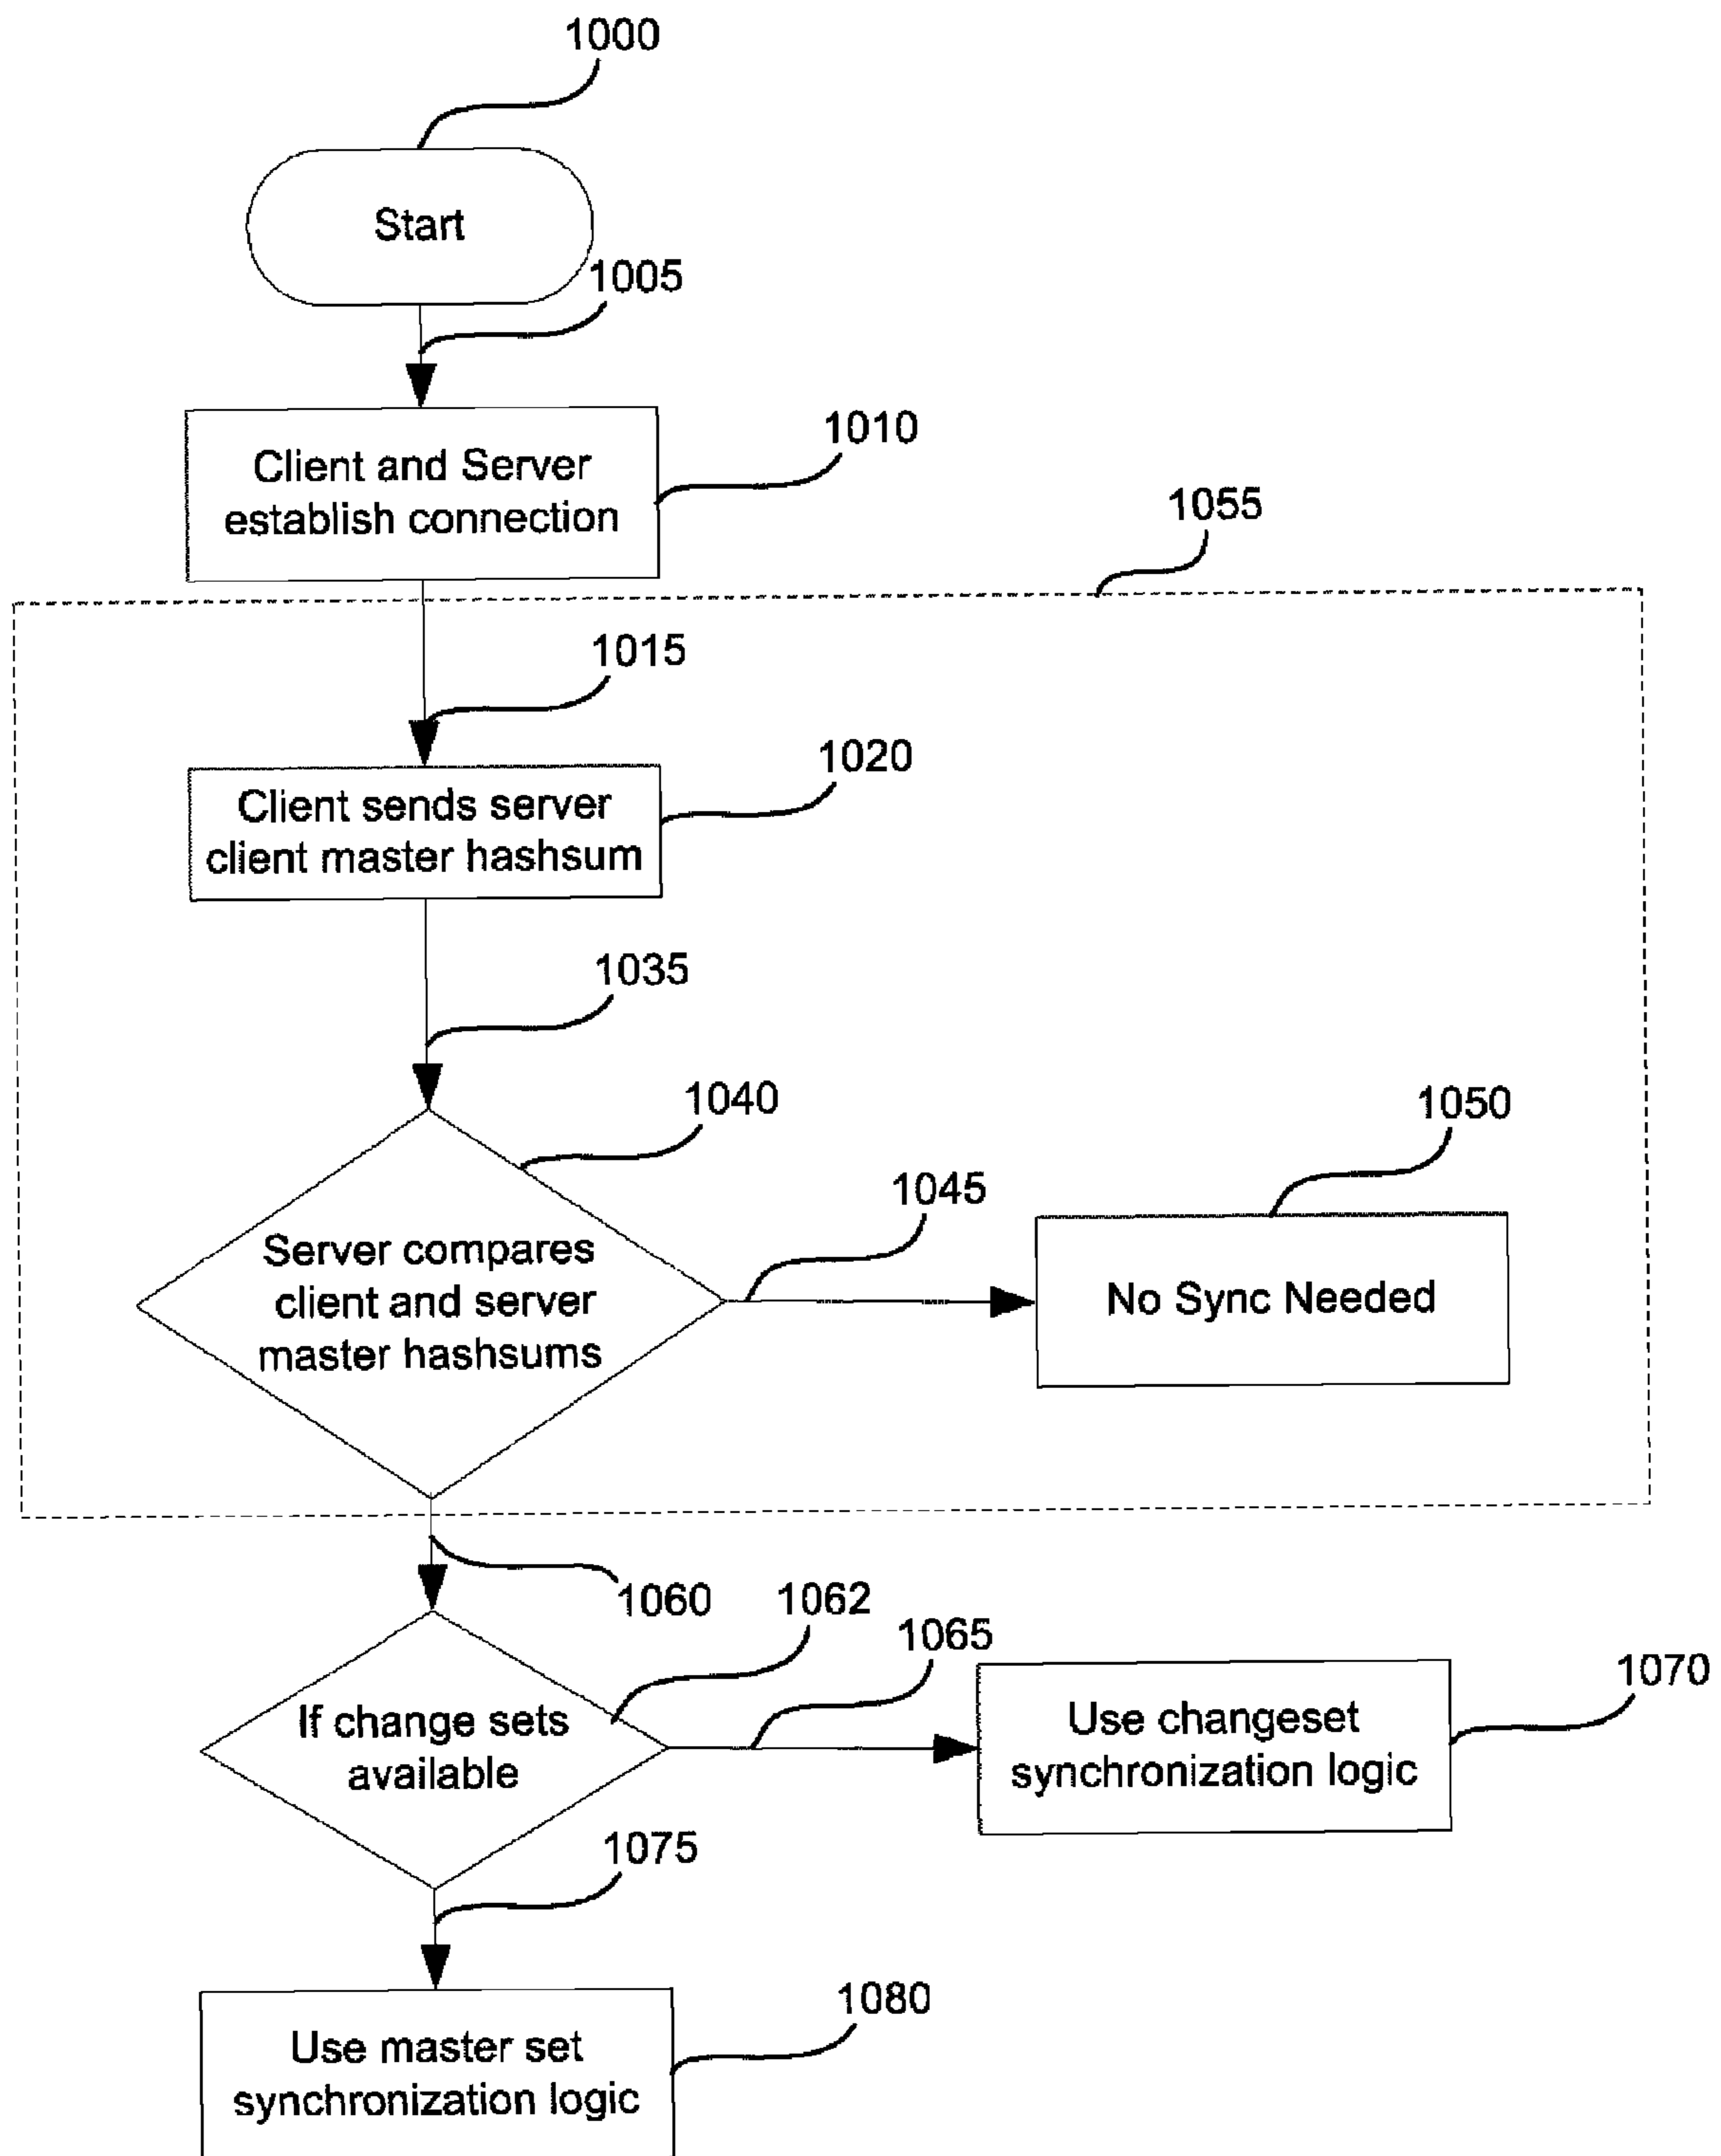 1000
Start
1005
Client and Server
establish connection
1010
1055
1015
Client sends server
client master hashsum
1020
1035
1040
Server compares
client and server
master hashsums
1045
1050
No Sync Needed
1060
1062
If change sets
available
1065
Use changeset
synchronization logic
1070
1075
Use master set
synchronization logic
1080